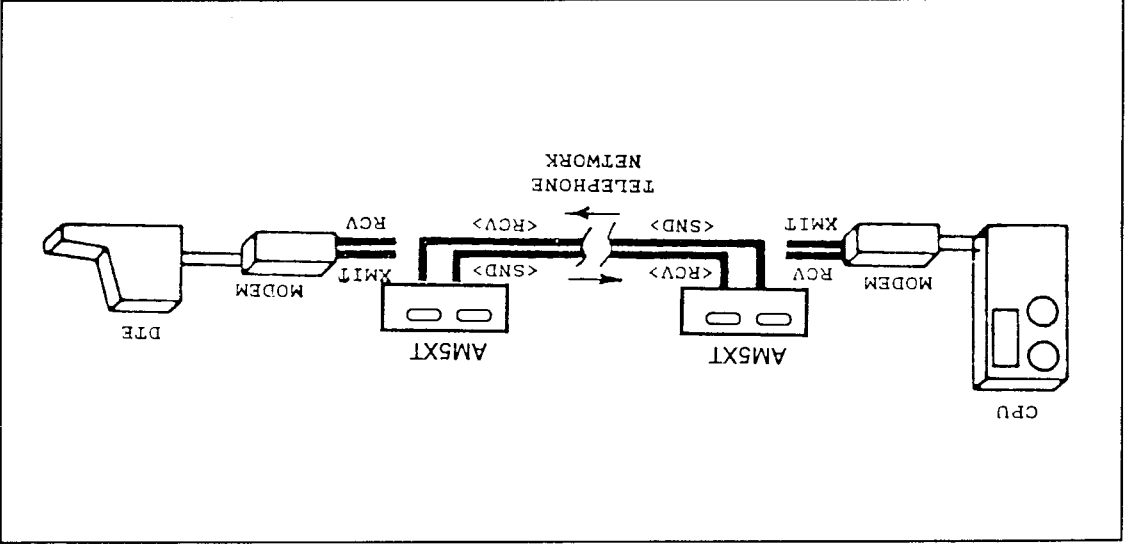 CPU
AM5XT
AM5XT
DTE
MODEM
RCV
<RCV>
<SND>
XMIT
MODEM
XMIT
<SND>
<RCV>
RCV
TELEPHONE
NETWORK